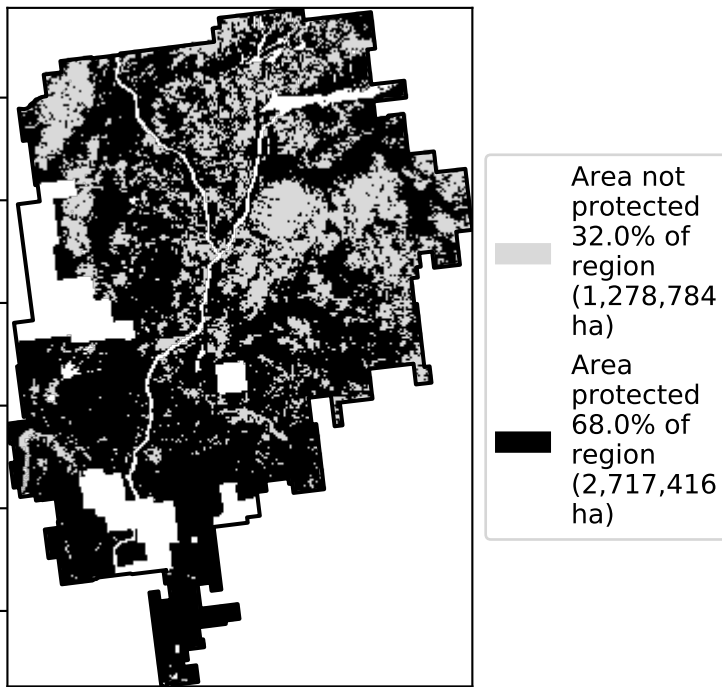 Area not
protected
32.0% of
region
(1,278,784
ha)
Area
protected
68.0% of
region
(2,717,416
ha)